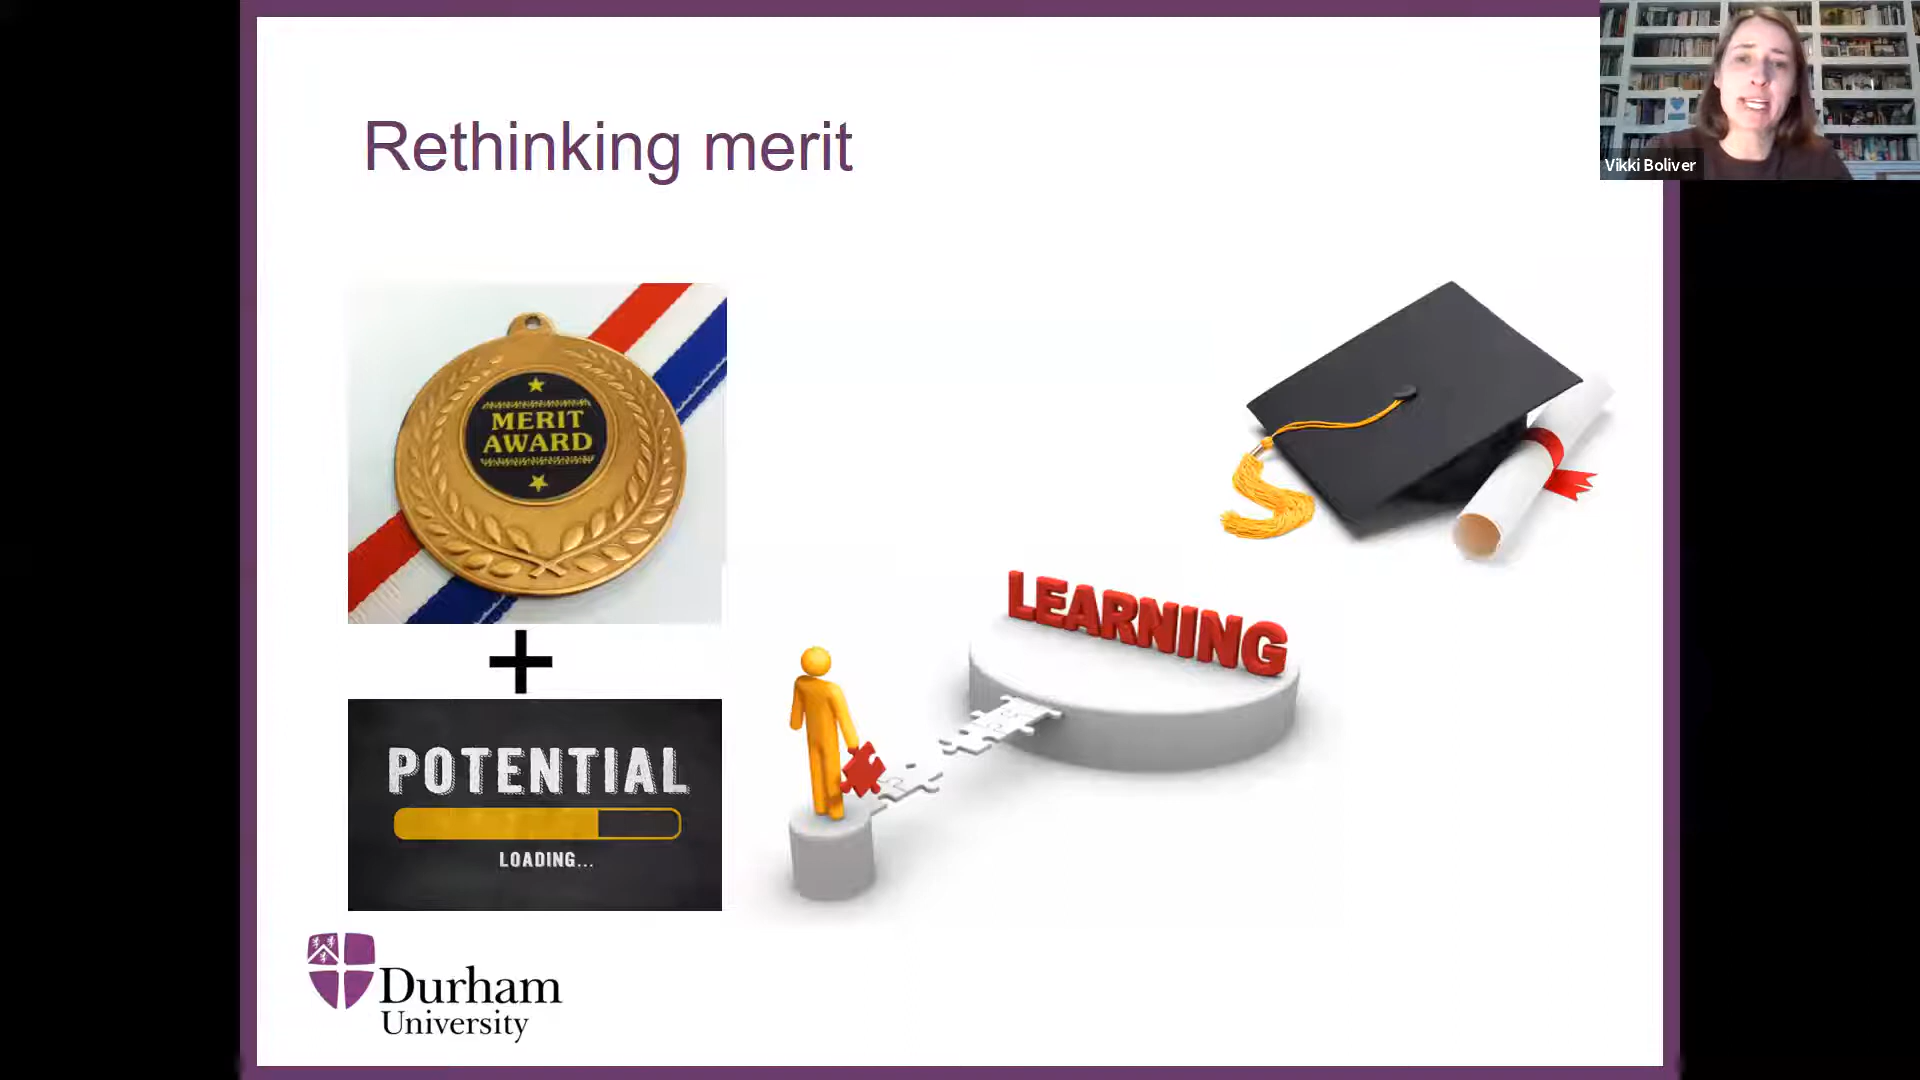 Rethinking merit
Vikki Boliver
MERIT
AWARD
LEARNING
POTENTIAL
LOADING...
Durham
University